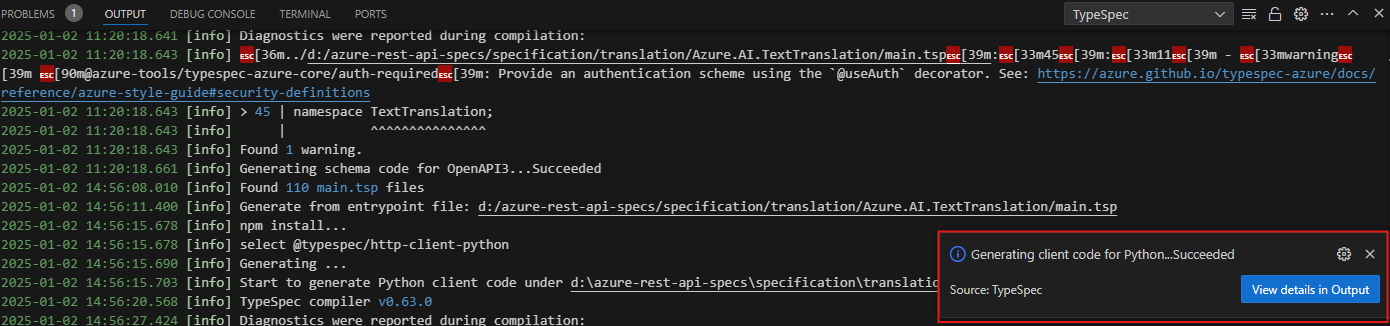 PROBLEMS 1 OUTPUT DEBUG CONSOLE TERMINAL PORTS TypeSpec
2025-01-02 11:20:18.641 [info] Diagnostics were reported during compilation:
2025-01-02 11:20:18.643 [info] ESC[36m../d:/azure-rest-api-specs/specification/translation/Azure.AI.TextTranslation/main.tspESC[39m:ESC[33m45ESC[39m:ESC[33m11ESC[39m - ESC[33mwarningESC
[39m ESC[90m@azure-tools/typespec-azure-core/auth-requiredESC[39m: Provide an authentication scheme using the `@useAuth` decorator. See: https://azure.github.io/typespec-azure/docs/
reference/azure-style-guide#security-definitions
2025-01-02 11:20:18.643 [info] > 45 | namespace TextTranslation;
2025-01-02 11:20:18.643 [info]      |           ^^^^^^^^^^^^^^^
2025-01-02 11:20:18.643 [info] Found 1 warning.
2025-01-02 11:20:18.661 [info] Generating schema code for OpenAPI3...Succeeded
2025-01-02 14:56:08.010 [info] Found 110 main.tsp files
2025-01-02 14:56:11.400 [info] Generate from entrypoint file: d:/azure-rest-api-specs/specification/translation/Azure.AI.TextTranslation/main.tsp
2025-01-02 14:56:15.678 [info] npm install...
2025-01-02 14:56:15.678 [info] select @typespec/http-client-python
2025-01-02 14:56:15.690 [info] Generating ...
2025-01-02 14:56:15.703 [info] Start to generate Python client code under d:\azure-rest-api-specs\specification\translatio
2025-01-02 14:56:20.568 [info] TypeSpec compiler v0.63.0
2025-01-02 14:56:27.424 [info] Diagnostics were reported during compilation:
Generating client code for Python...Succeeded
Source: TypeSpec
View details in Output